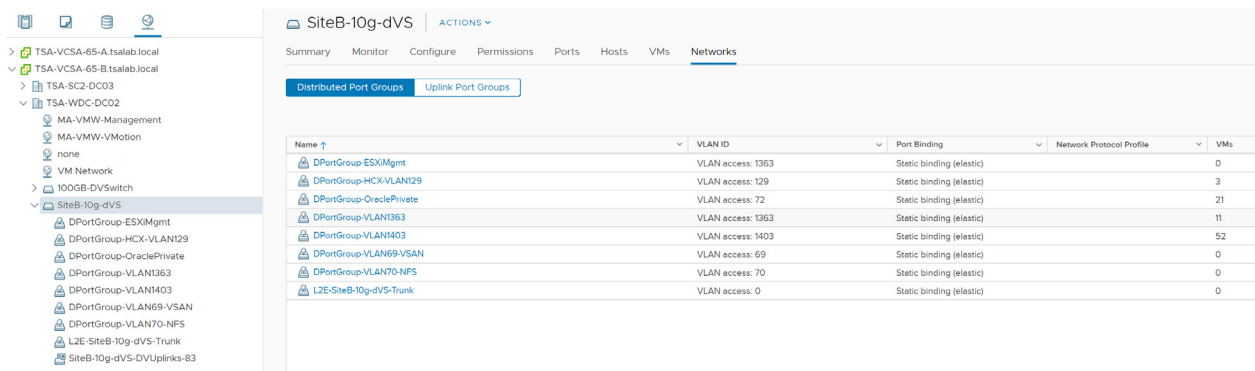 SiteB-10g-dVS ACTIONS
Summary Monitor Configure Permissions Ports Hosts VMs Networks
Distributed Port Groups Uplink Port Groups
TSA-VCSA-65-A.tsalab.local
TSA-VCSA-65-B.tsalab.local
TSA-SC2-DC03
TSA-WDC-DC02
MA-VMW-Management
MA-VMW-VMotion
none
VM Network
100GB-DVSwitch
SiteB-10g-dVS
DPortGroup-ESXiMgmt
DPortGroup-HCX-VLAN129
DPortGroup-OraclePrivate
DPortGroup-VLAN1363
DPortGroup-VLAN1403
DPortGroup-VLAN69-VSAN
DPortGroup-VLAN70-NFS
L2E-SiteB-10g-dVS-Trunk
SiteB-10g-dVS-DVUplinks-83
Name ↑ VLAN ID Port Binding Network Protocol Profile VMs
DPortGroup-ESXiMgmt VLAN access: 1363 Static binding (elastic) 0
DPortGroup-HCX-VLAN129 VLAN access: 129 Static binding (elastic) 3
DPortGroup-OraclePrivate VLAN access: 72 Static binding (elastic) 21
DPortGroup-VLAN1363 VLAN access: 1363 Static binding (elastic) 11
DPortGroup-VLAN1403 VLAN access: 1403 Static binding (elastic) 52
DPortGroup-VLAN69-VSAN VLAN access: 69 Static binding (elastic) 0
DPortGroup-VLAN70-NFS VLAN access: 70 Static binding (elastic) 0
L2E-SiteB-10g-dVS-Trunk VLAN access: 0 Static binding (elastic) 0